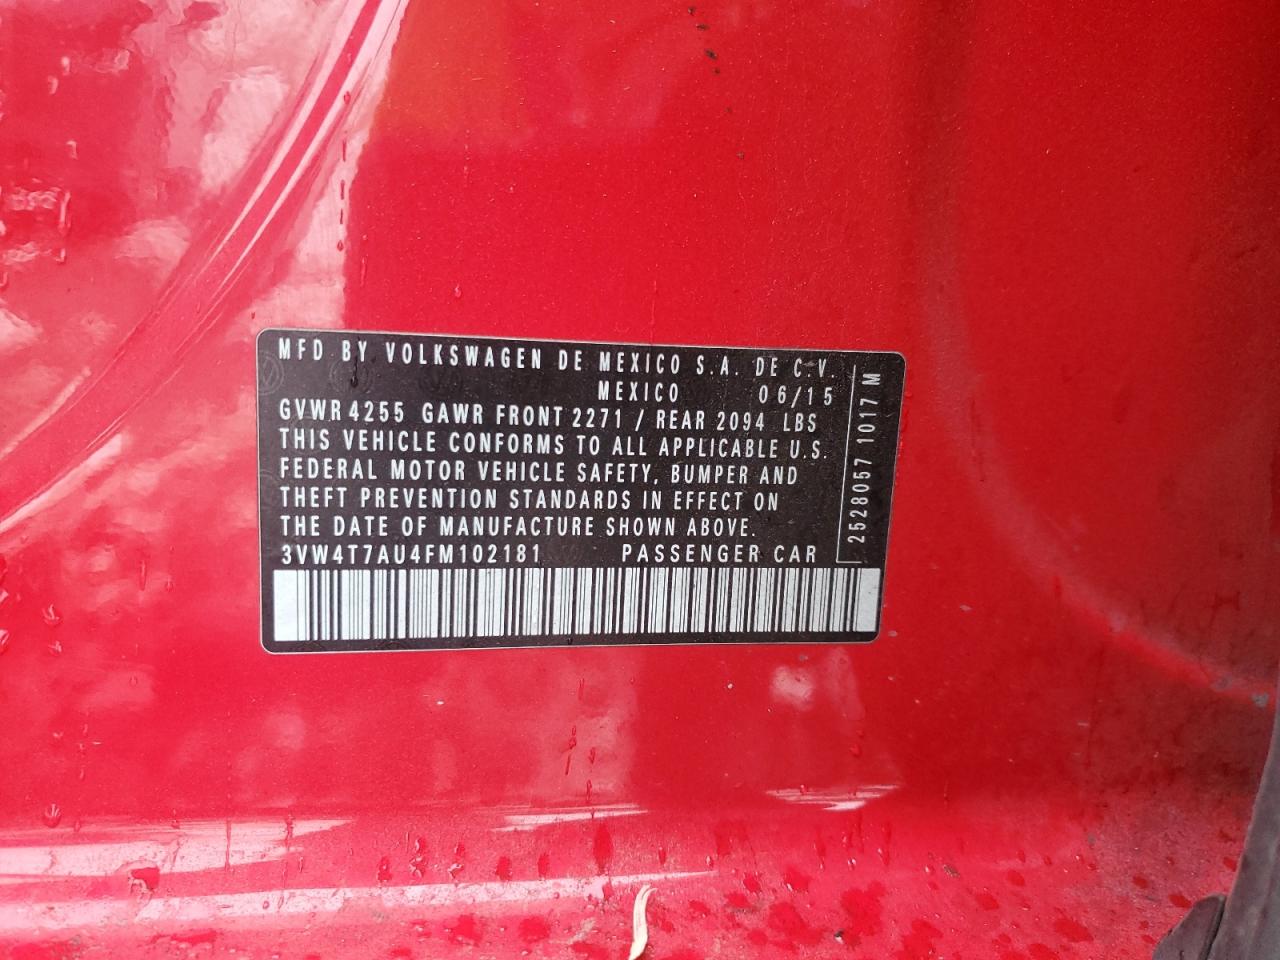 MFD BY VOLKSWAGEN DE MEXICO S.A. DE C.V.
MEXICO 06/15
GVWR 4255 GAWR FRONT 2271 / REAR 2094 LBS
THIS VEHICLE CONFORMS TO ALL APPLICABLE U.S.
FEDERAL MOTOR VEHICLE SAFETY, BUMPER AND
THEFT PREVENTION STANDARDS IN EFFECT ON
THE DATE OF MANUFACTURE SHOWN ABOVE.
3VW4T7AU4FM102181 PASSENGER CAR
2528057 1017 M